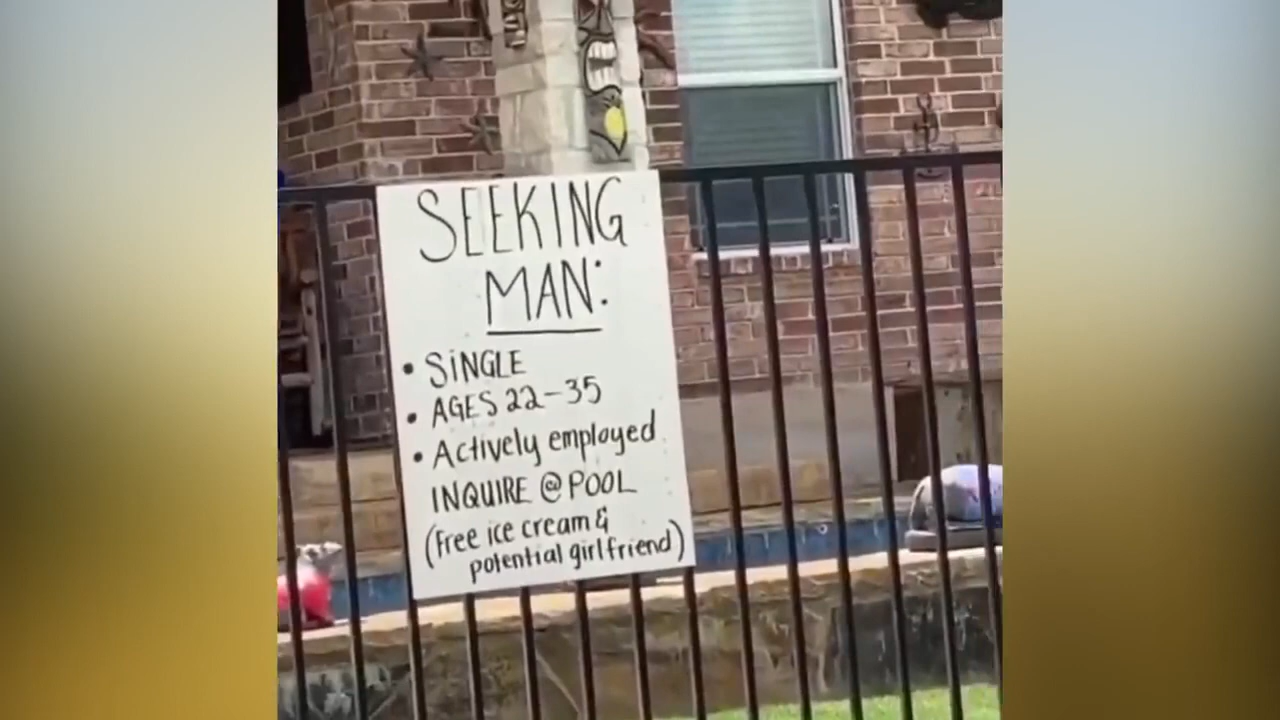 SEEKING
MAN:
• SiNGLE
• AGES 22-35
• Actively employed
INQUIRE @ POOL
(Free ice cream &
potential girlfriend)